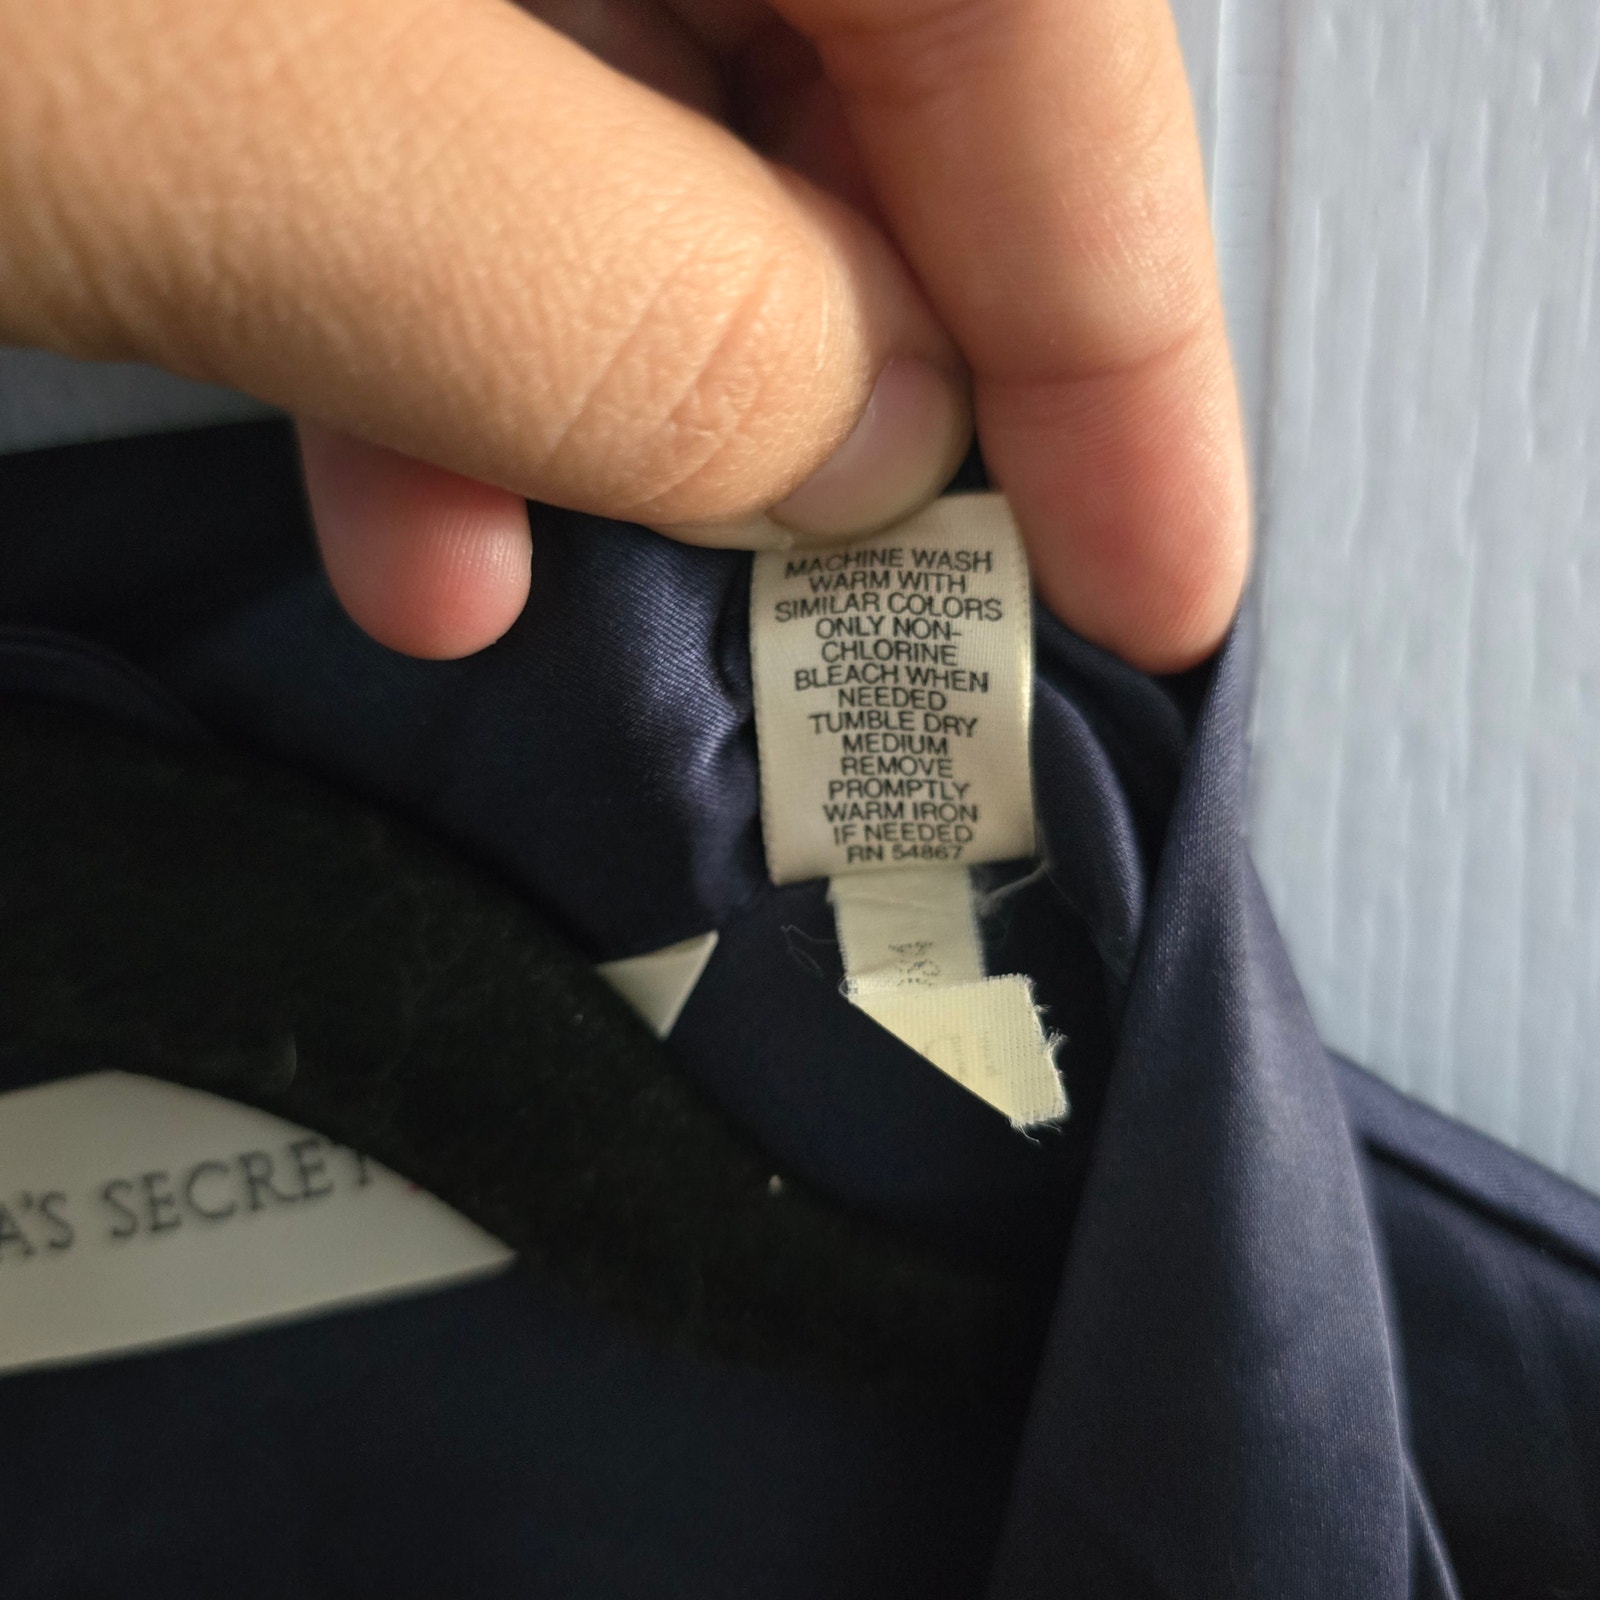 MACHINE WASH
WARM WITH
SIMILAR COLORS
ONLY NON-
CHLORINE
BLEACH WHEN
NEEDED
TUMBLE DRY
MEDIUM
REMOVE
PROMPTLY
WARM IRON
IF NEEDED
RN 54867
A'S SECRET